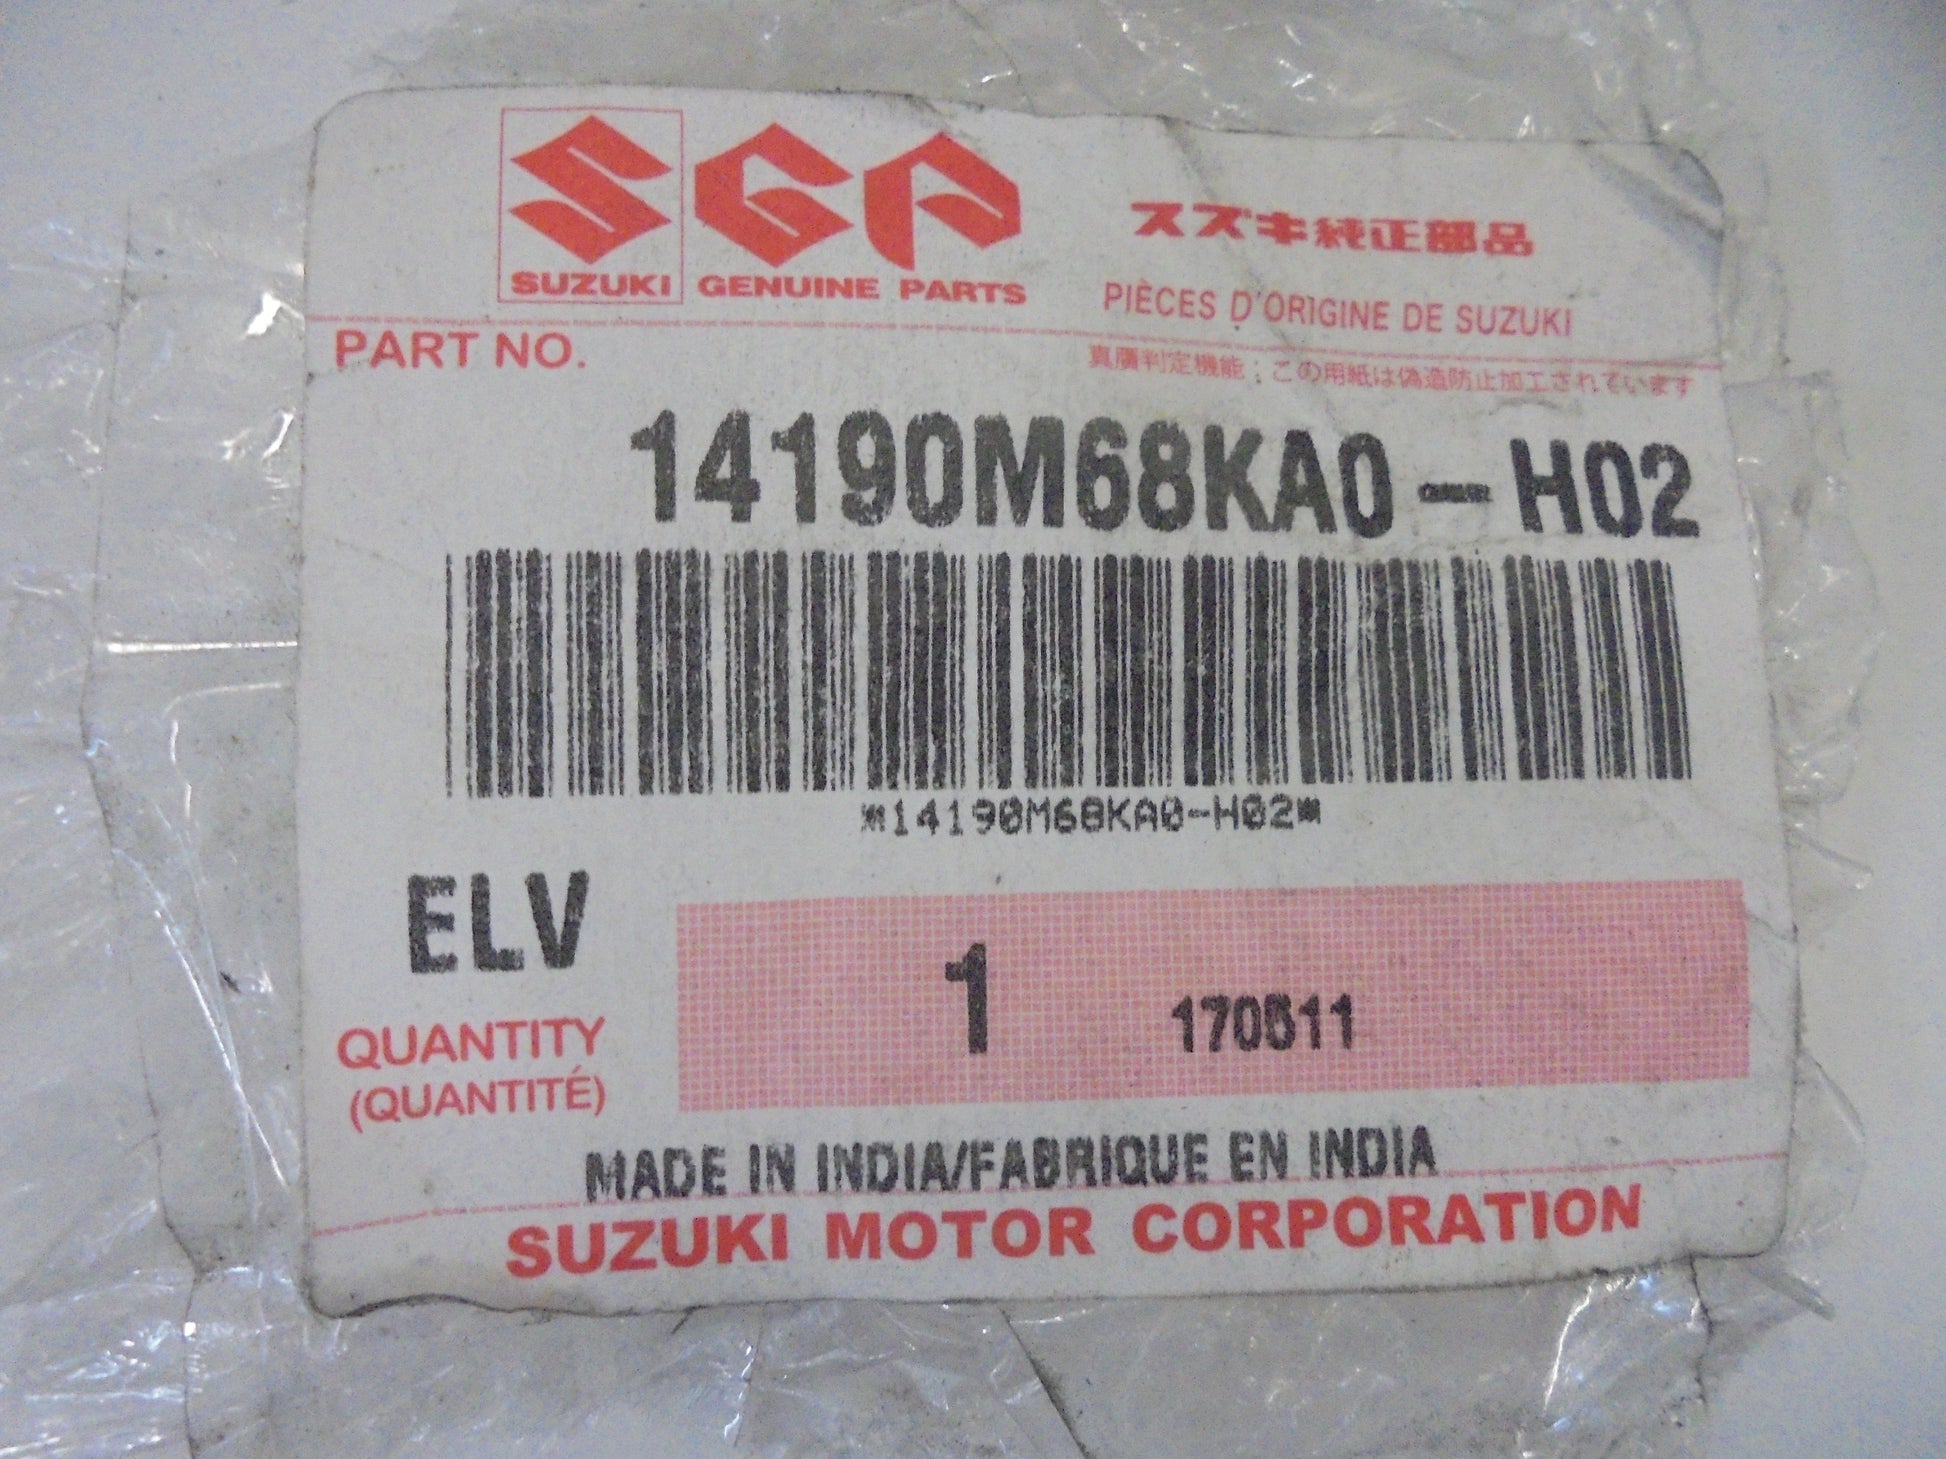 SGP
SUZUKI GENUINE PARTS
スズキ純正部品
PIÈCES D'ORIGINE DE SUZUKI
PART NO.
真贋判定機能:この用紙は偽造防止加工されています
14190M68KA0-H02
*14190M68KA0-H02*
ELV
1 170511
QUANTITY
(QUANTITÉ)
MADE IN INDIA/FABRIQUE EN INDIA
SUZUKI MOTOR CORPORATION